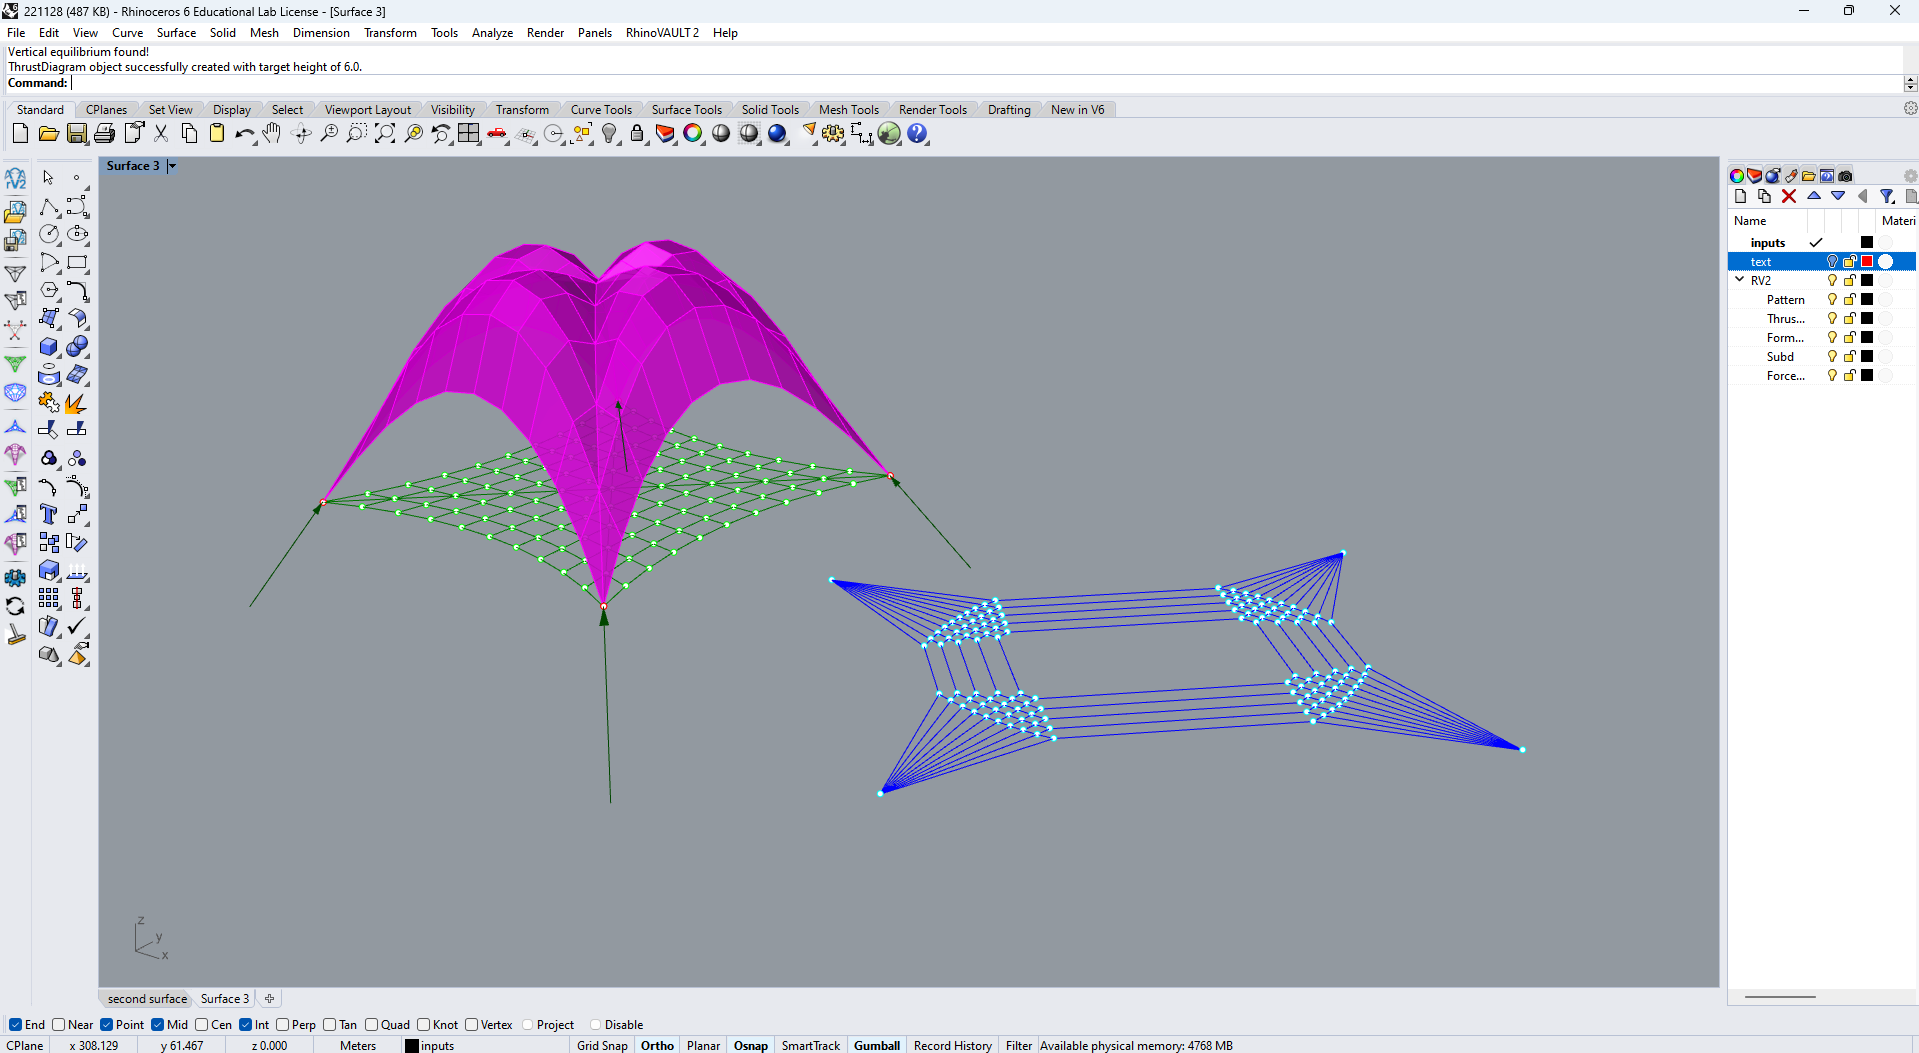 221128 (487 KB) - Rhinoceros 6 Educational Lab License - [Surface 3]
File Edit View Curve Surface Solid Mesh Dimension Transform Tools Analyze Render Panels RhinoVAULT2 Help
Vertical equilibrium found!
ThrustDiagram object successfully created with target height of 6.0.
Command:
Standard CPlanes Set View Display Select Viewport Layout Visibility Transform Curve Tools Surface Tools Solid Tools Mesh Tools Render Tools Drafting New in V6
Surface 3
rV2
Name Materi
inputs
text
RV2
Pattern
Thrus...
Form...
Subd
Force...
z
y
x
second surface Surface 3
End Near Point Mid Cen Int Perp Tan Quad Knot Vertex Project Disable
CPlane x 308.129 y 61.467 z 0.000 Meters inputs Grid Snap Ortho Planar Osnap SmartTrack Gumball Record History Filter Available physical memory: 4768 MB